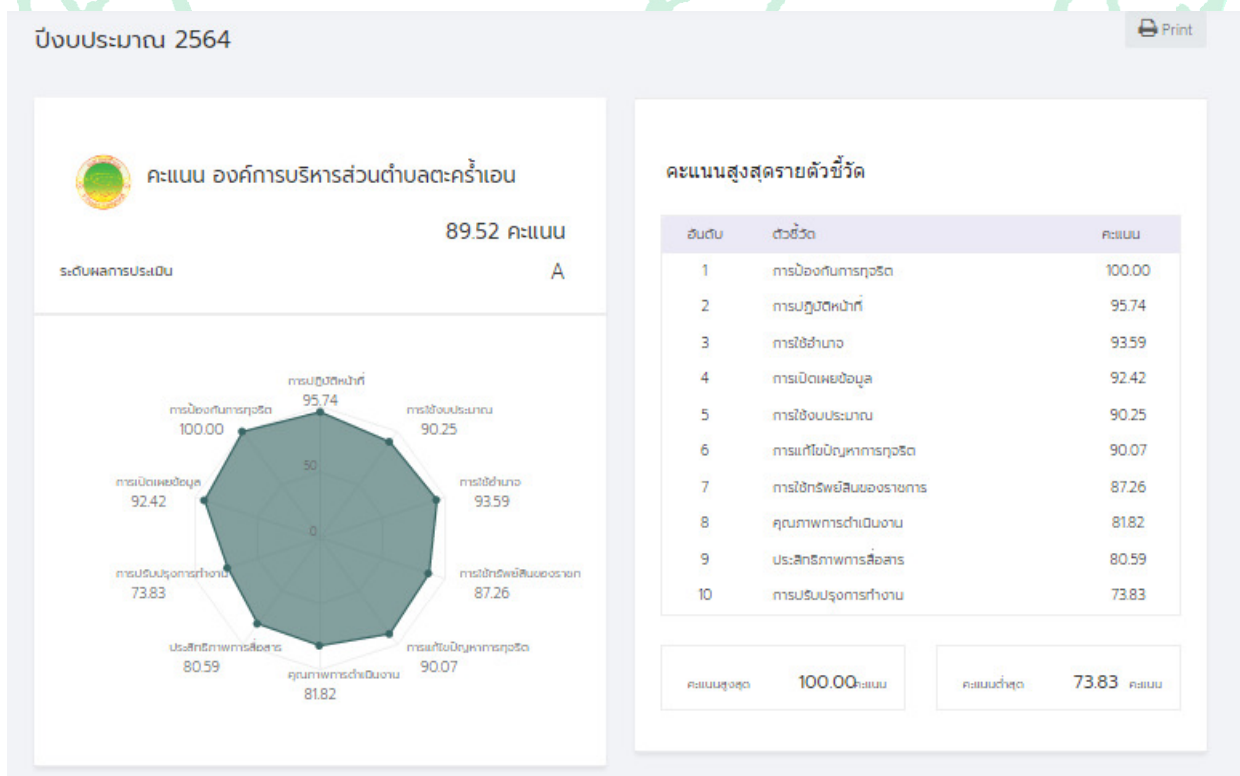 ปีงบประมาณ 2564
Print
คะแนน องค์การบริหารส่วนตำบลตะคร้ำเอน
89.52 คะแนน
ระดับผลการประเมิน A
การปฏิบัติหน้าที่
95.74
การใช้งบประมาณ
90.25
การใช้อำนาจ
93.59
การใช้ทรัพย์สินของราชก
87.26
การแก้ไขปัญหาการทุจริต
90.07
คุณภาพการดำเนินงาน
81.82
ประสิทธิภาพการสื่อสาร
80.59
การปรับปรุงการทำงาน
73.83
การเปิดเผยข้อมูล
92.42
การป้องกันการทุจริต
100.00
50
0
คะแนนสูงสุดรายตัวชี้วัด
อันดับ ตัวชี้วัด คะแนน
1 การป้องกันการทุจริต 100.00
2 การปฏิบัติหน้าที่ 95.74
3 การใช้อำนาจ 93.59
4 การเปิดเผยข้อมูล 92.42
5 การใช้งบประมาณ 90.25
6 การแก้ไขปัญหาการทุจริต 90.07
7 การใช้ทรัพย์สินของราชการ 87.26
8 คุณภาพการดำเนินงาน 81.82
9 ประสิทธิภาพการสื่อสาร 80.59
10 การปรับปรุงการทำงาน 73.83
คะแนนสูงสุด 100.00 คะแนน
คะแนนต่ำสุด 73.83 คะแนน